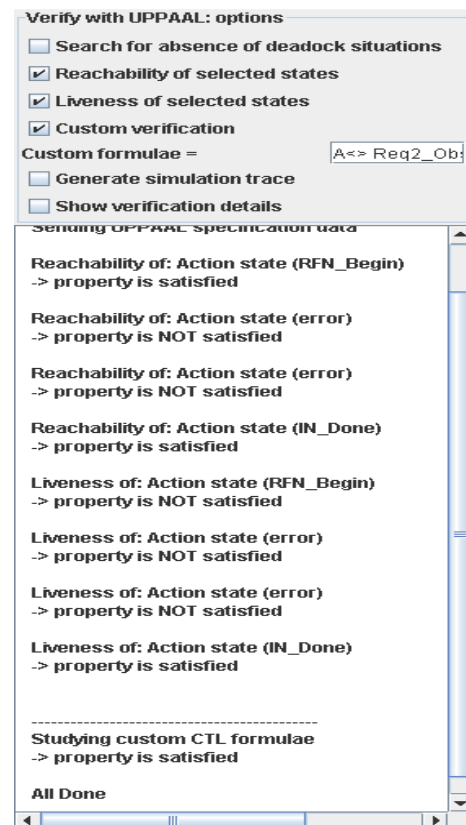 Verify with UPPAAL: options
Search for absence of deadock situations
Reachability of selected states
Liveness of selected states
Custom verification
Custom formulae = A<> Req2_Obs
Generate simulation trace
Show verification details
Sending UPPAAL specification data
Reachability of: Action state (RFN_Begin)
-> property is satisfied
Reachability of: Action state (error)
-> property is NOT satisfied
Reachability of: Action state (error)
-> property is NOT satisfied
Reachability of: Action state (IN_Done)
-> property is satisfied
Liveness of: Action state (RFN_Begin)
-> property is NOT satisfied
Liveness of: Action state (error)
-> property is NOT satisfied
Liveness of: Action state (error)
-> property is NOT satisfied
Liveness of: Action state (IN_Done)
-> property is satisfied
----------------------------------------
Studying custom CTL formulae
-> property is satisfied
All Done